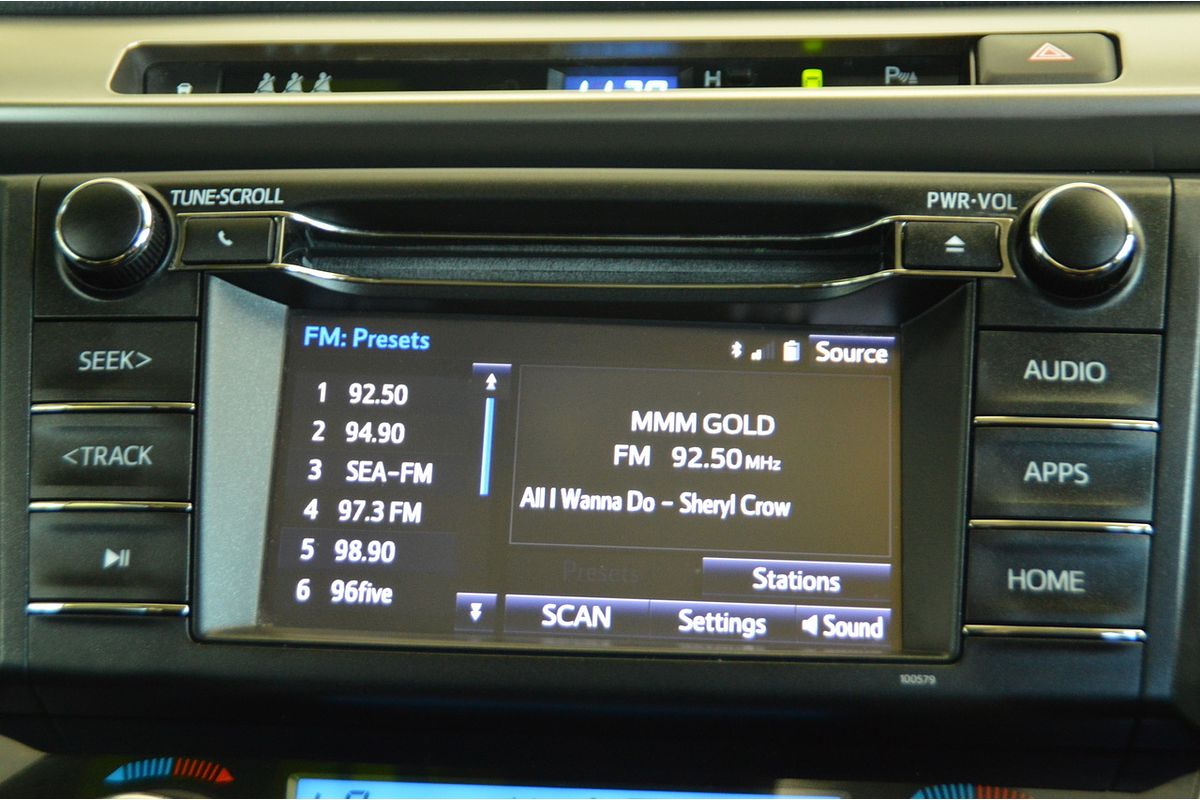 H
P
TUNE·SCROLL
PWR·VOL
SEEK>
<TRACK
AUDIO
APPS
HOME
FM: Presets
Source
1 92.50
2 94.90
3 SEA-FM
4 97.3 FM
5 98.90
6 96five
MMM GOLD
FM 92.50 MHz
All I Wanna Do - Sheryl Crow
Presets
Stations
SCAN
Settings
Sound
100579